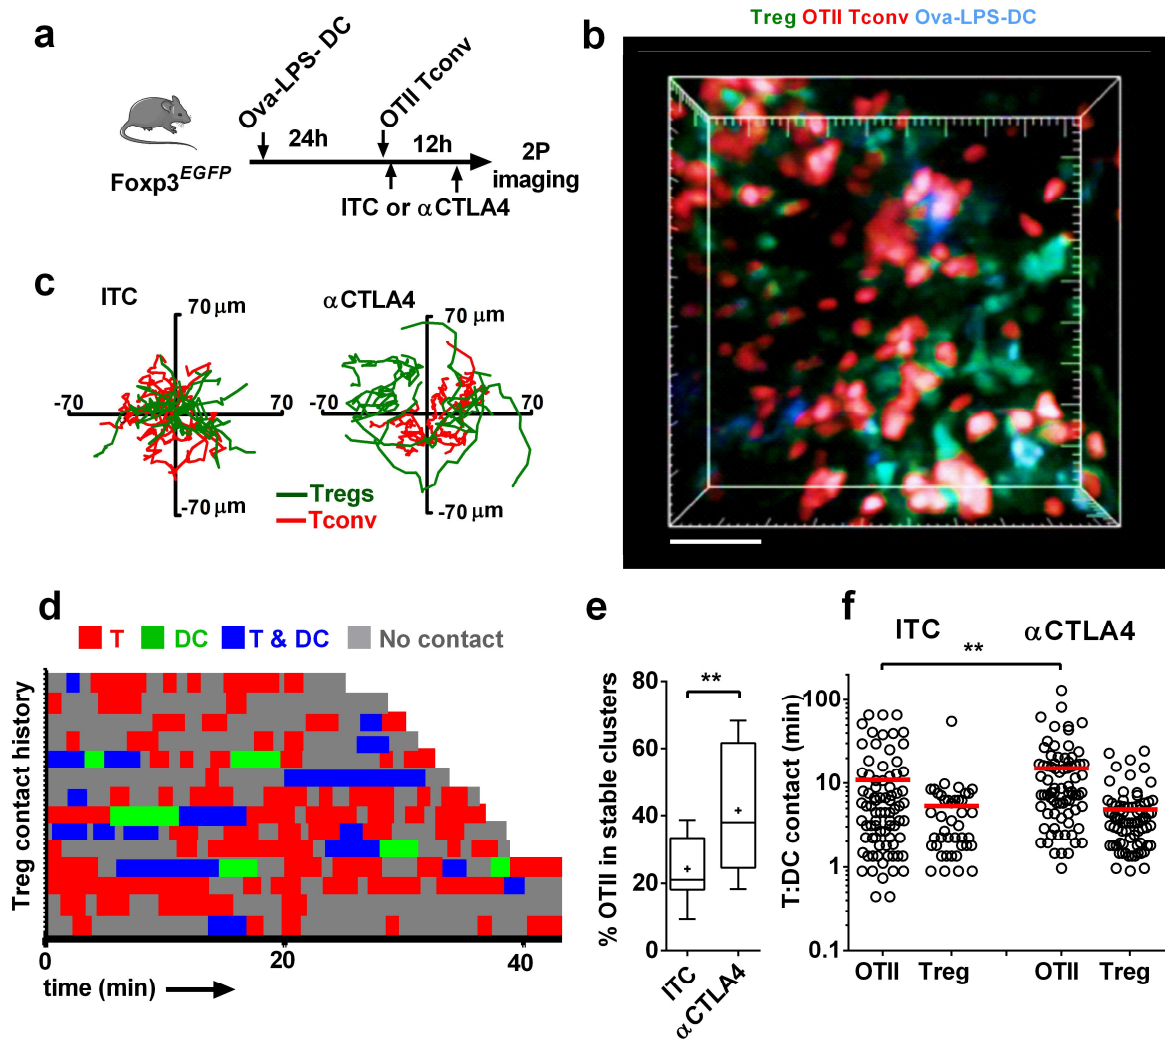 a
Ova-LPS- DC
OTII Tconv
24h
12h
2P
imaging
Foxp3EGFP
ITC or αCTLA4
b
Treg OTII Tconv Ova-LPS-DC
c
ITC
70 μm
-70
70
-70 μm
αCTLA4
70 μm
-70
70
-70 μm
Tregs
Tconv
d
T
DC
T & DC
No contact
Treg contact history
0
20
40
time (min)
e
% OTII in stable clusters
80
60
40
20
0
**
ITC
αCTLA4
f
ITC
αCTLA4
**
T:DC contact (min)
100
10
1
0.1
OTII
Treg
OTII
Treg